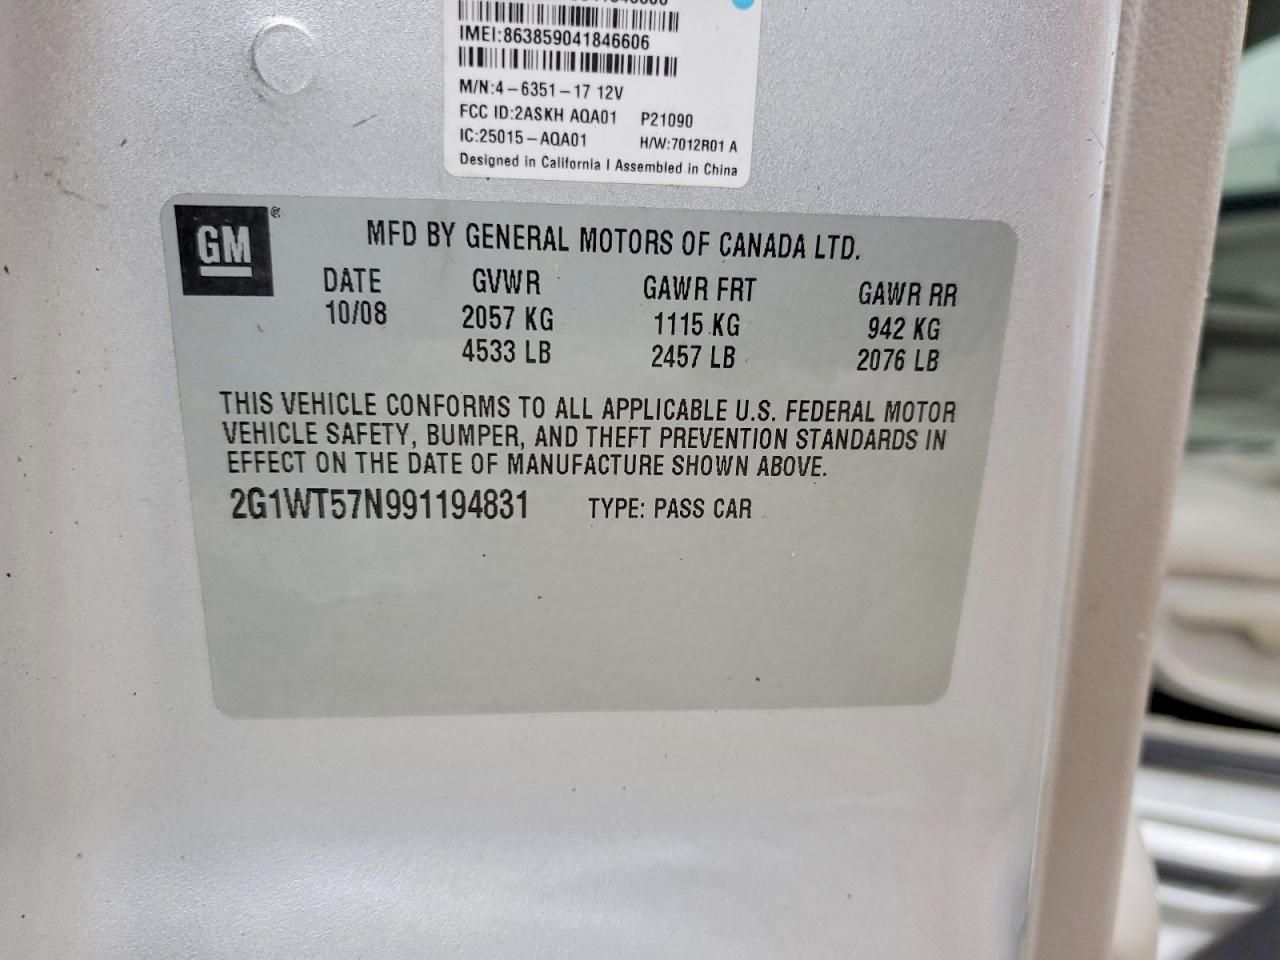 IMEI:863859041846606
M/N:4-6351-17 12V
FCC ID:2ASKH AQA01 P21090
IC:25015-AQA01 H/W:7012R01 A
Designed in California I Assembled in China
GM®
MFD BY GENERAL MOTORS OF CANADA LTD.
DATE GVWR GAWR FRT GAWR RR
10/08 2057 KG 1115 KG 942 KG
4533 LB 2457 LB 2076 LB
THIS VEHICLE CONFORMS TO ALL APPLICABLE U.S. FEDERAL MOTOR
VEHICLE SAFETY, BUMPER, AND THEFT PREVENTION STANDARDS IN
EFFECT ON THE DATE OF MANUFACTURE SHOWN ABOVE.
2G1WT57N991194831 TYPE: PASS CAR